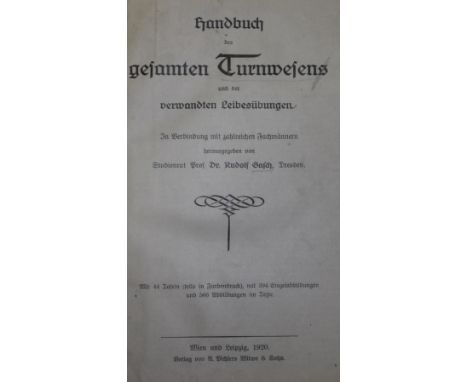 Handbuch
des
gesamten Turnwesens
und der
verwandten Leibesübungen.
In Verbindung mit zahlreichen Fachmännern
herausgegeben von
Studienrat Prof. Dr. Rudolf Gasch, Dresden.
Mit 44 Tafeln (teils in Farbendruck), mit 394 Einzelabbildungen
und 566 Abbildungen im Texte.
Wien und Leipzig, 1920.
Verlag von A. Pichlers Witwe & Sohn.